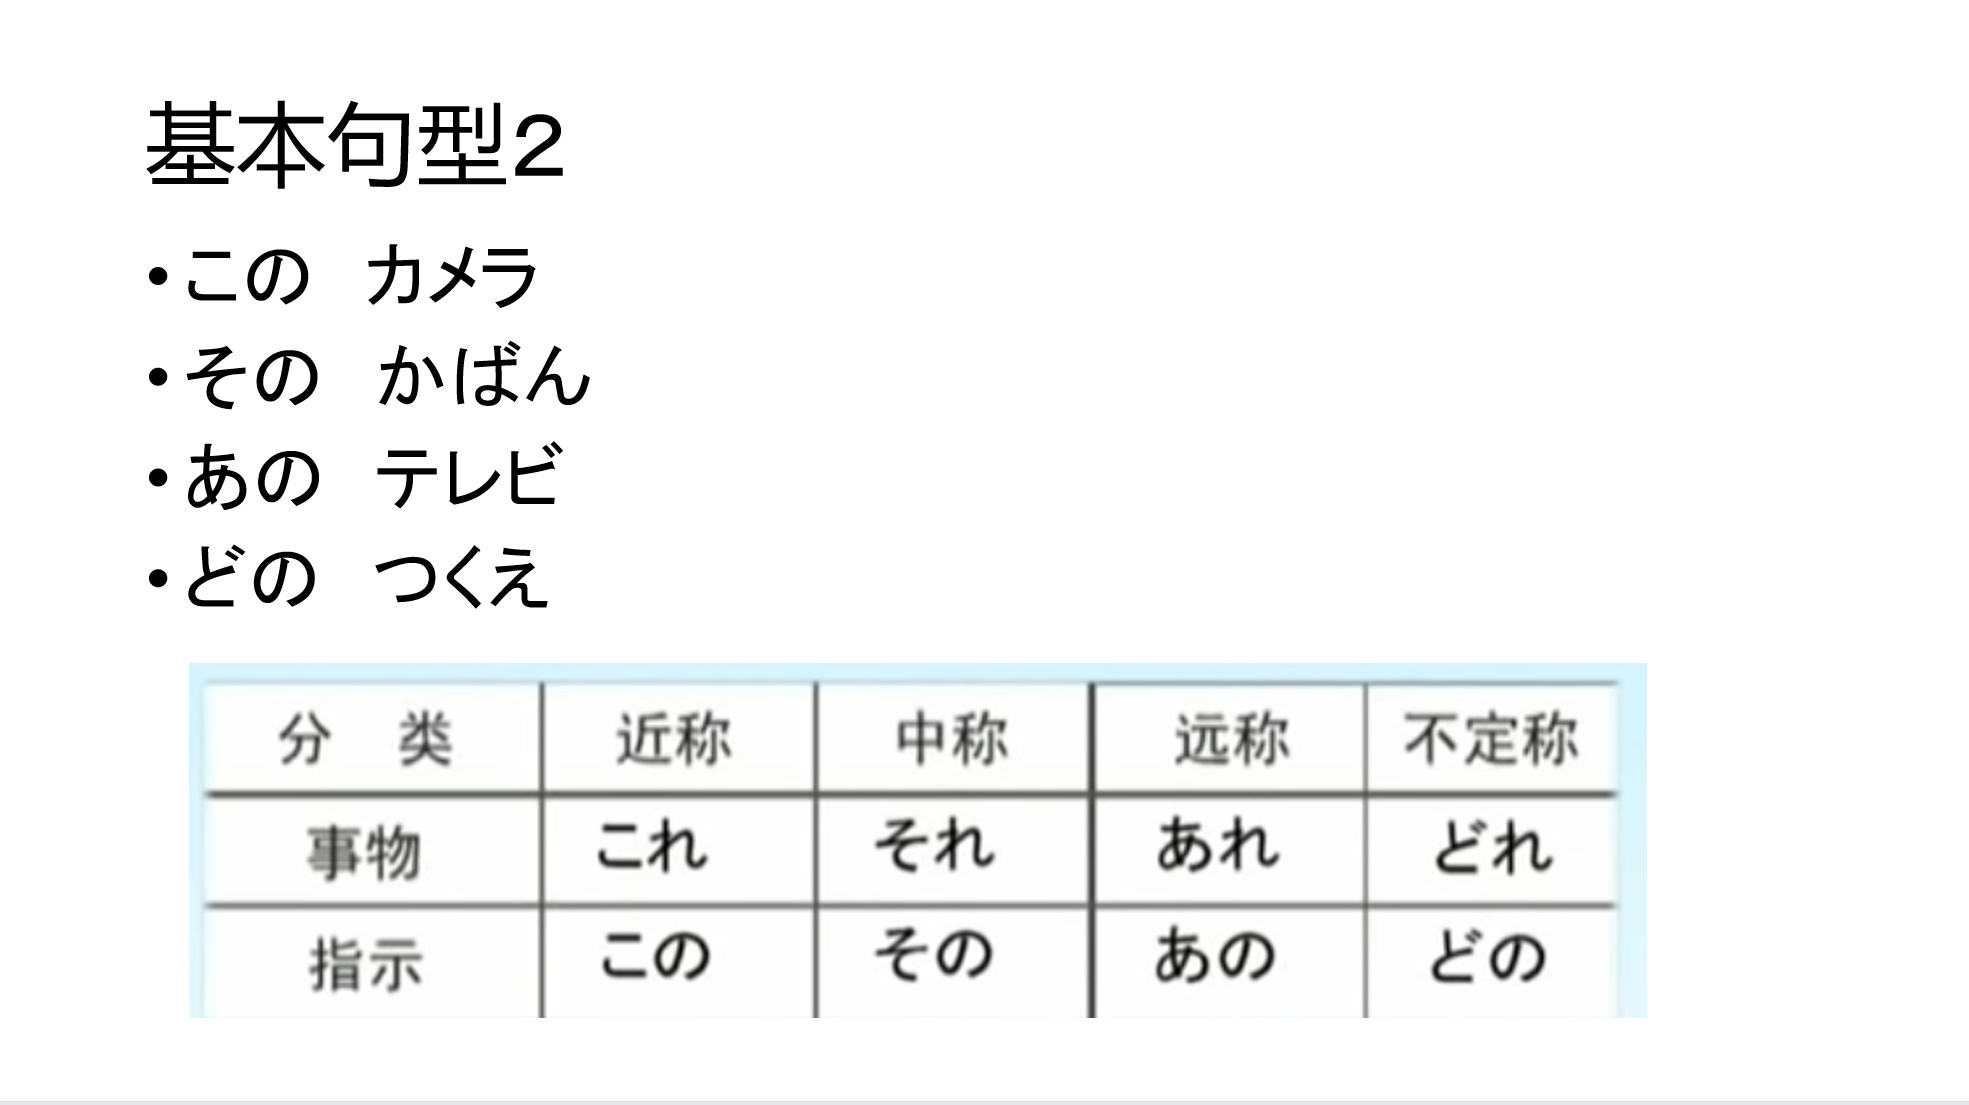 基本句型２
•この　カメラ
•その　かばん
•あの　テレビ
•どの　つくえ
分　类 近称 中称 远称 不定称
事物 これ それ あれ どれ
指示 この その あの どの